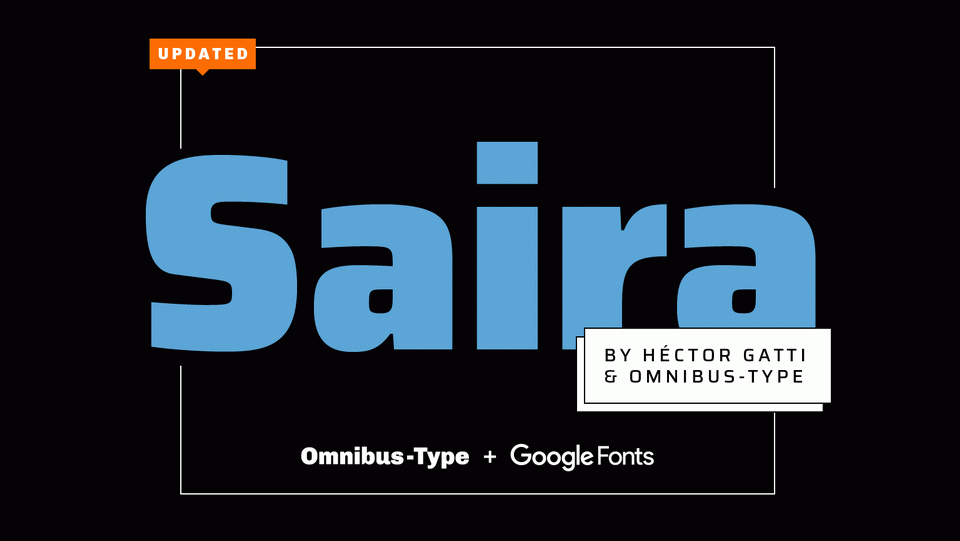 UPDATED
Saira
BY HÉCTOR GATTI
& OMNIBUS-TYPE
Omnibus-Type + Google Fonts